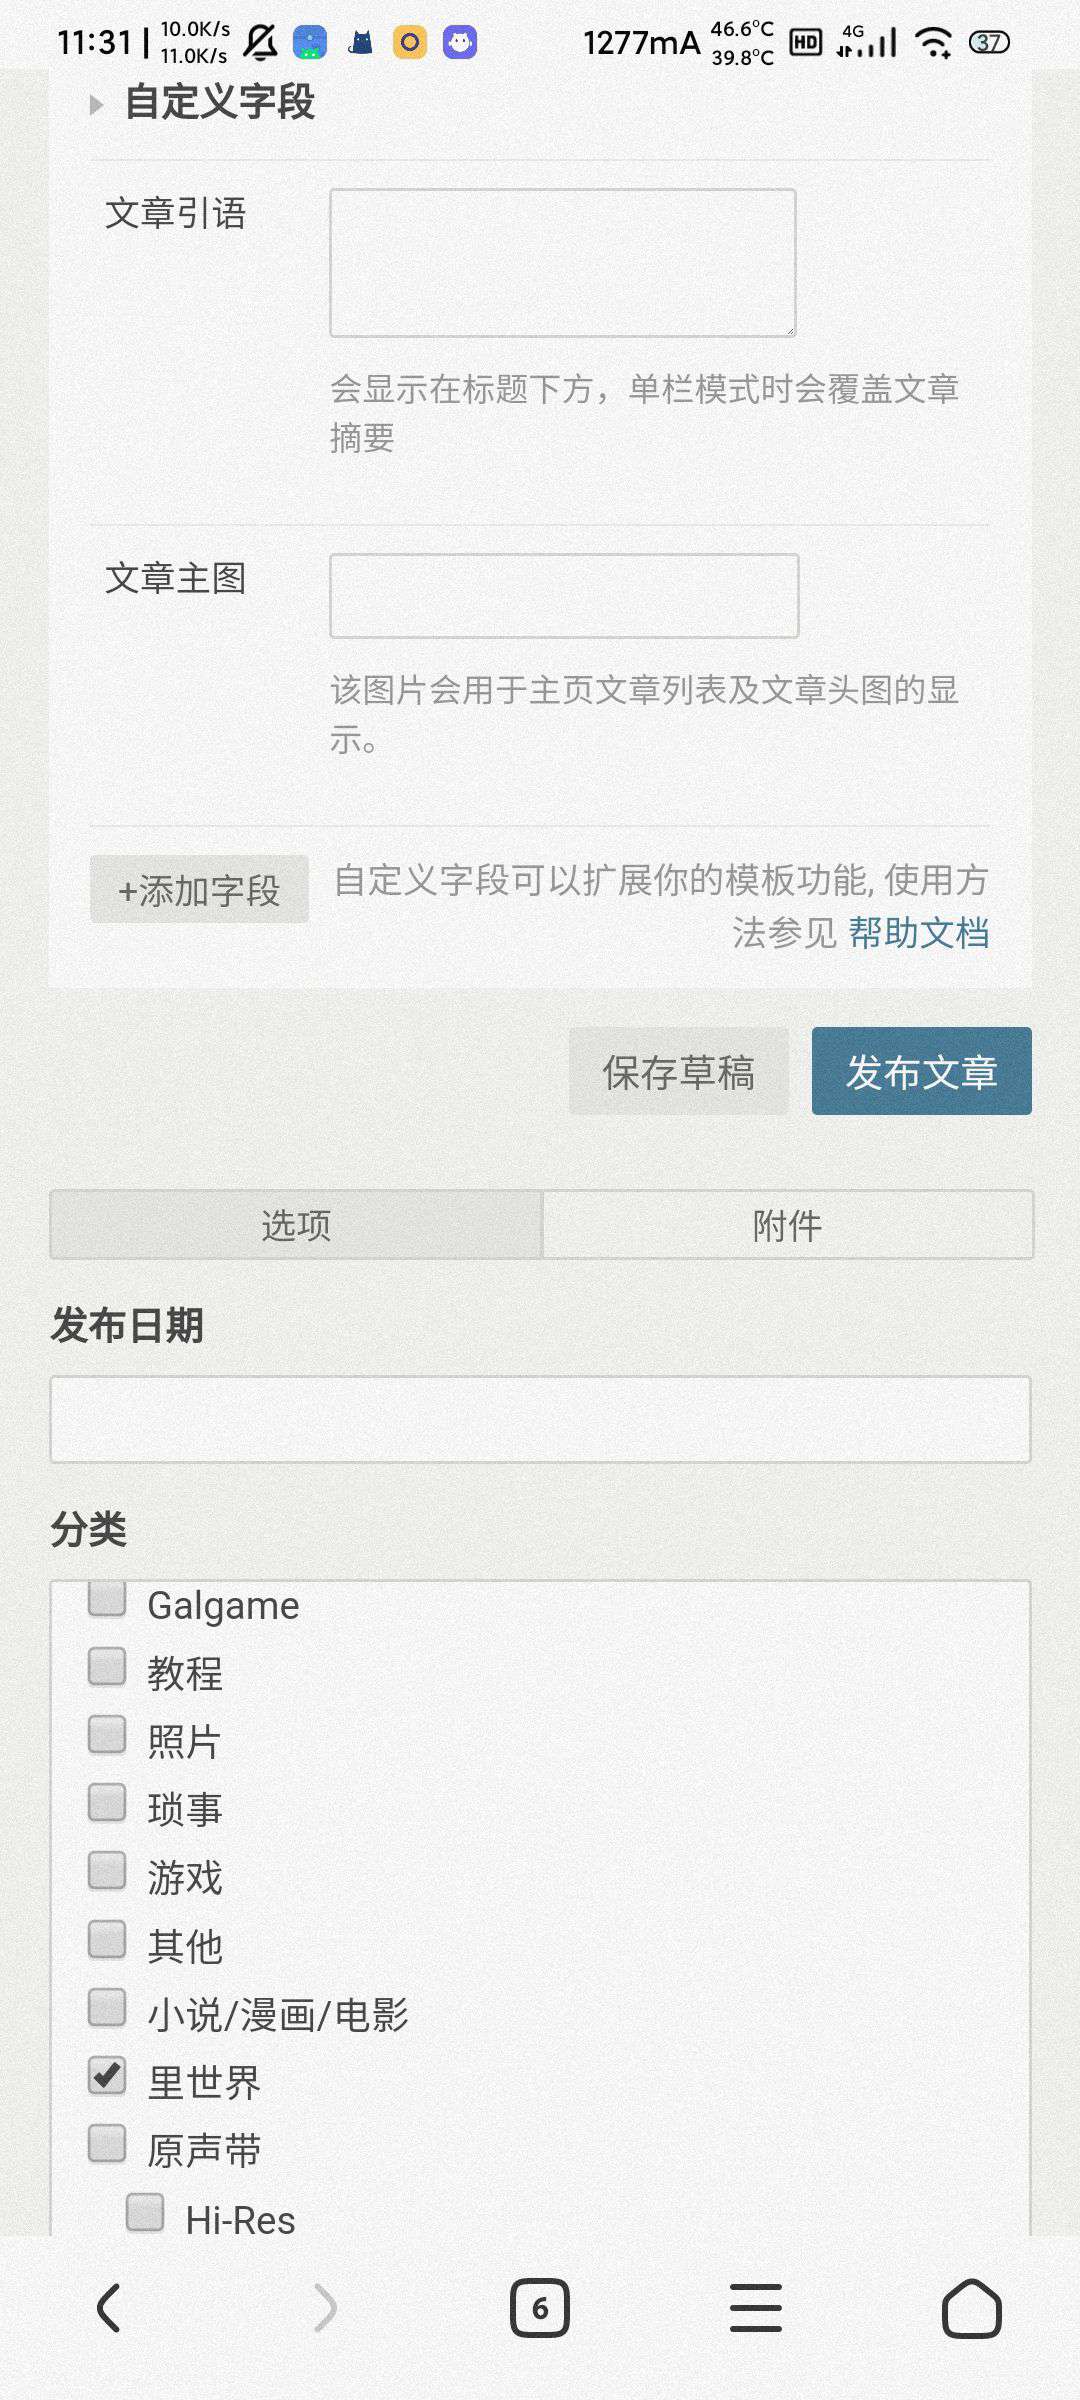 11:31 | 10.0K/s 11.0K/s 1277mA 46.6°C 39.8°C HD 4G 37
自定义字段
文章引语
会显示在标题下方，单栏模式时会覆盖文章
摘要
文章主图
该图片会用于主页文章列表及文章头图的显
示。
+添加字段 自定义字段可以扩展你的模板功能, 使用方
法参见 帮助文档
保存草稿 发布文章
选项 附件
发布日期
分类
Galgame
教程
照片
琐事
游戏
其他
小说/漫画/电影
里世界
原声带
Hi-Res
6